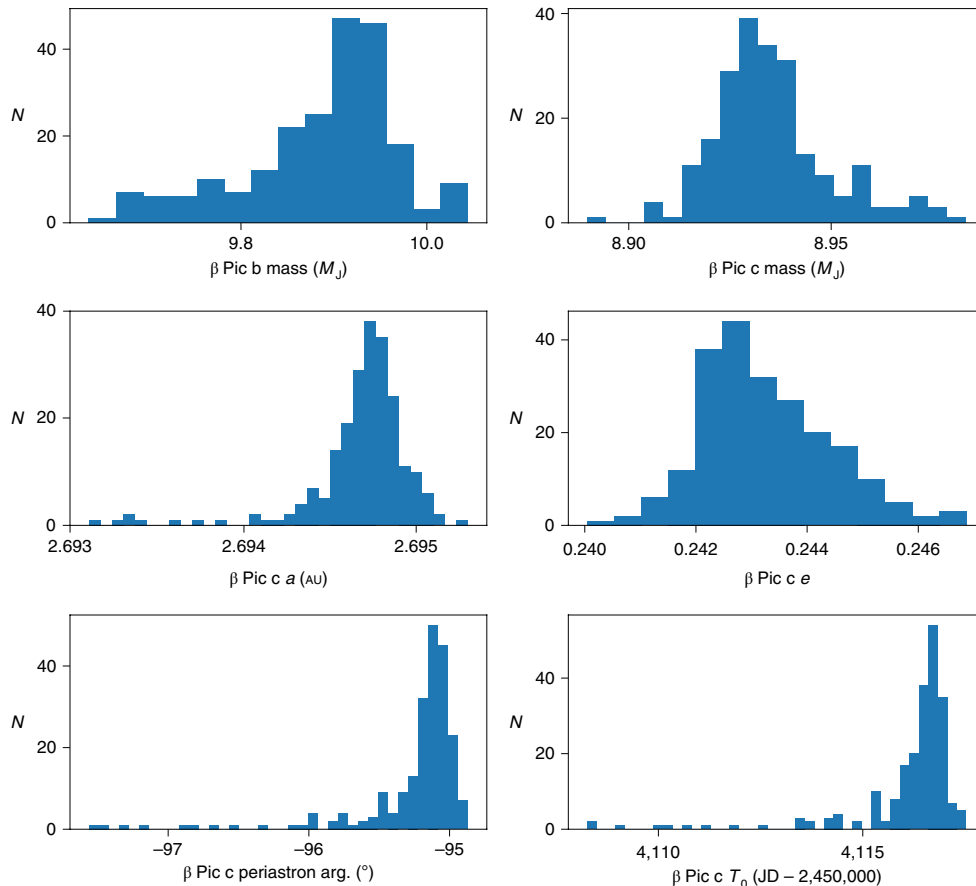 40
20
0
N
9.8
10.0
β Pic b mass (M_J)
40
20
0
N
8.90
8.95
β Pic c mass (M_J)
40
20
0
N
2.693
2.694
2.695
β Pic c a (AU)
40
20
0
N
0.240
0.242
0.244
0.246
β Pic c e
40
20
0
N
–97
–96
–95
β Pic c periastron arg. (°)
40
20
0
N
4,110
4,115
β Pic c T_0 (JD – 2,450,000)